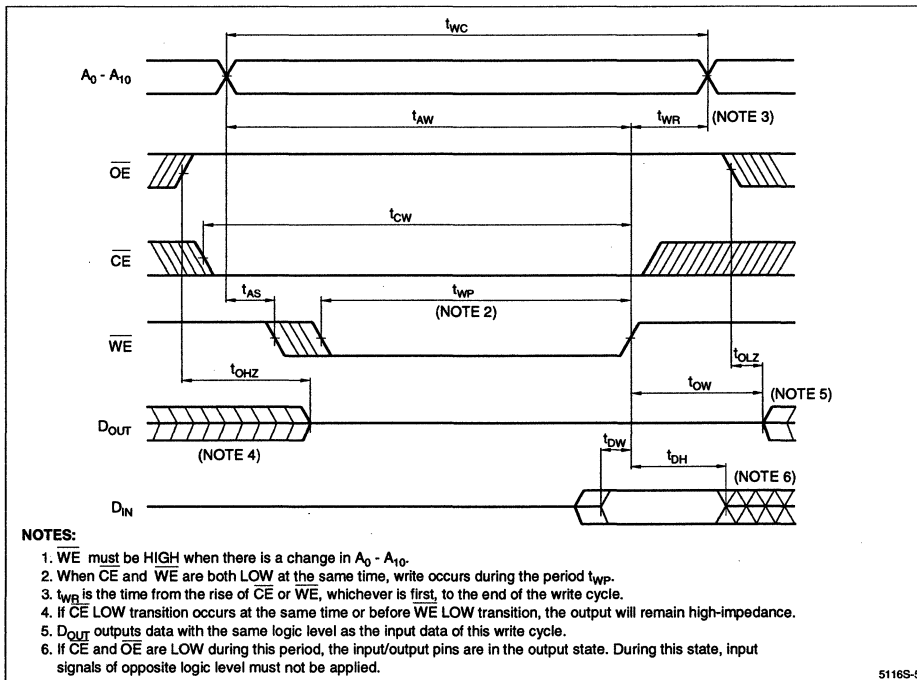 tWC
A0 - A10
tAW
tWR
(NOTE 3)
OE
tCW
CE
tAS
tWP
(NOTE 2)
WE
tOHZ
tOLZ
tOW
(NOTE 5)
DOUT
(NOTE 4)
tDW
tDH
(NOTE 6)
DIN
NOTES:
1. WE must be HIGH when there is a change in A0 - A10.
2. When CE and WE are both LOW at the same time, write occurs during the period tWP.
3. tWR is the time from the rise of CE or WE, whichever is first, to the end of the write cycle.
4. If CE LOW transition occurs at the same time or before WE LOW transition, the output will remain high-impedance.
5. DOUT outputs data with the same logic level as the input data of this write cycle.
6. If CE and OE are LOW during this period, the input/output pins are in the output state. During this state, input
signals of opposite logic level must not be applied.
5116S-5